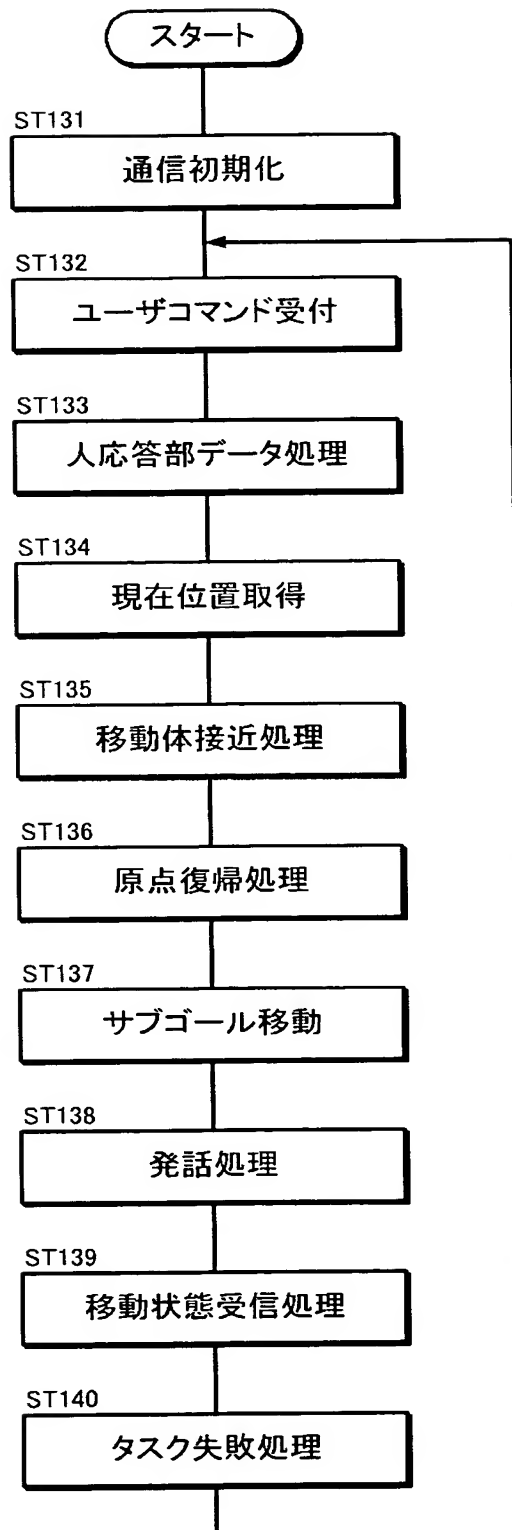 スタート
ST131
通信初期化
ST132
ユーザコマンド受付
ST133
人応答部データ処理
ST134
現在位置取得
ST135
移動体接近処理
ST136
原点復帰処理
ST137
サブゴール移動
ST138
発話処理
ST139
移動状態受信処理
ST140
タスク失敗処理